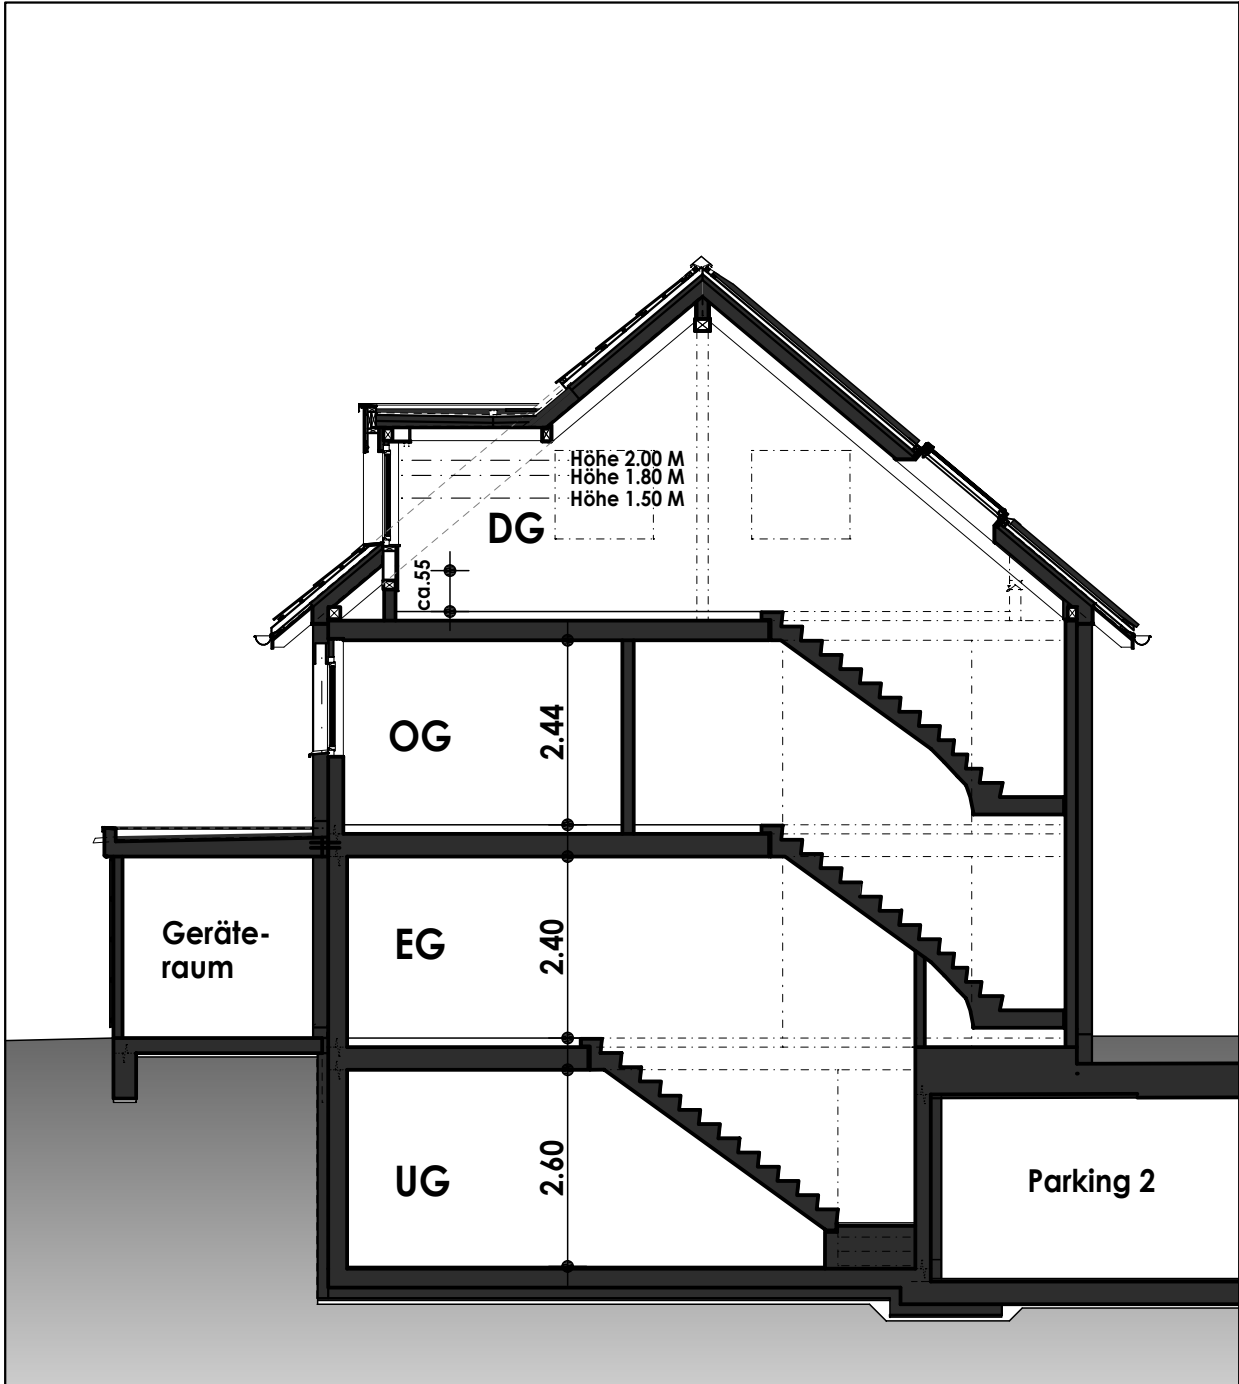 Höhe 2.00 M
Höhe 1.80 M
Höhe 1.50 M
DG
ca.55
OG
2.44
Geräte-
raum
EG
2.40
UG
2.60
Parking 2